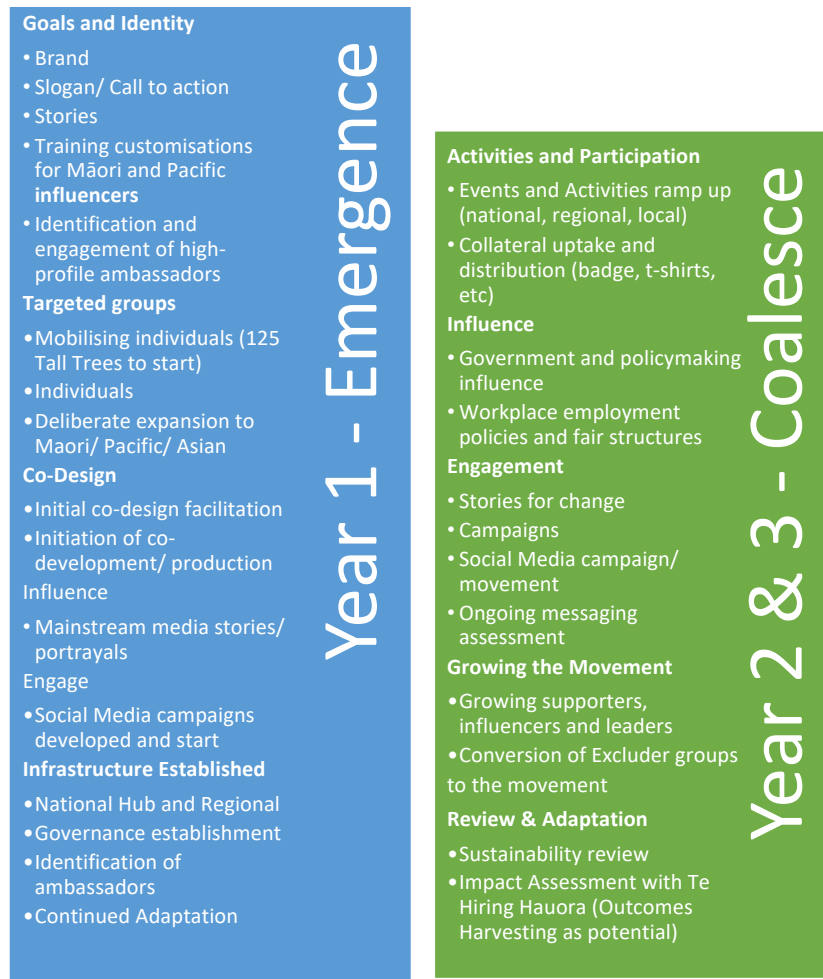 Goals and Identity
• Brand
• Slogan/ Call to action
• Stories
• Training customisations
for Māori and Pacific
influencers
• Identification and
engagement of high-
profile ambassadors
Targeted groups
•Mobilising individuals (125
Tall Trees to start)
•Individuals
•Deliberate expansion to
Maori/ Pacific/ Asian
Co-Design
•Initial co-design facilitation
•Initiation of co-
development/ production
Influence
• Mainstream media stories/
portrayals
Engage
•Social Media campaigns
developed and start
Infrastructure Established
•National Hub and Regional
•Governance establishment
•Identification of
ambassadors
•Continued Adaptation
Year 1 - Emergence
Activities and Participation
• Events and Activities ramp up
(national, regional, local)
• Collateral uptake and
distribution (badge, t-shirts,
etc)
Influence
• Government and policymaking
influence
• Workplace employment
policies and fair structures
Engagement
• Stories for change
• Campaigns
• Social Media campaign/
movement
• Ongoing messaging
assessment
Growing the Movement
•Growing supporters,
influencers and leaders
•Conversion of Excluder groups
to the movement
Review & Adaptation
•Sustainability review
•Impact Assessment with Te
Hiring Hauora (Outcomes
Harvesting as potential)
Year 2 & 3 - Coalesce